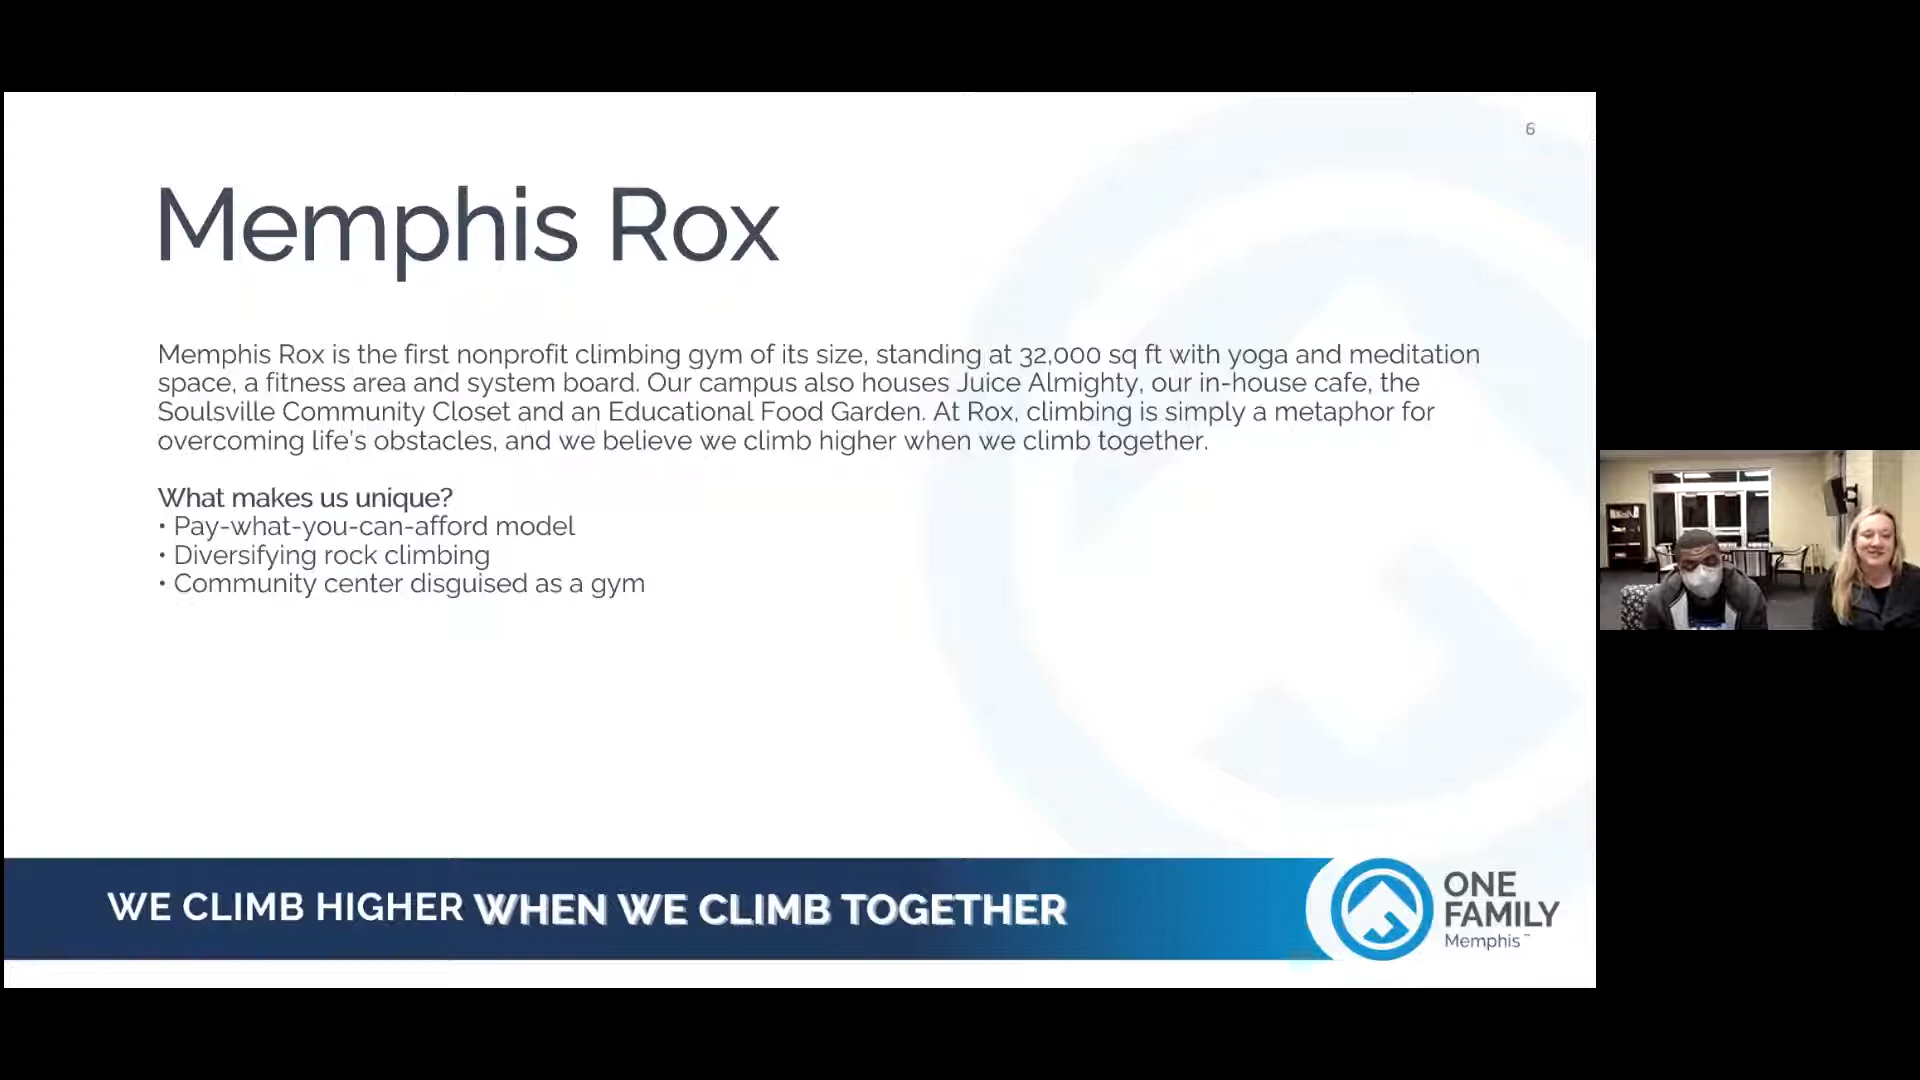 6
Memphis Rox
Memphis Rox is the first nonprofit climbing gym of its size, standing at 32,000 sq ft with yoga and meditation
space, a fitness area and system board. Our campus also houses Juice Almighty, our in-house cafe, the
Soulsville Community Closet and an Educational Food Garden. At Rox, climbing is simply a metaphor for
overcoming life's obstacles, and we believe we climb higher when we climb together.
What makes us unique?
• Pay-what-you-can-afford model
• Diversifying rock climbing
• Community center disguised as a gym
WE CLIMB HIGHER WHEN WE CLIMB TOGETHER
ONE
FAMILY
Memphis™